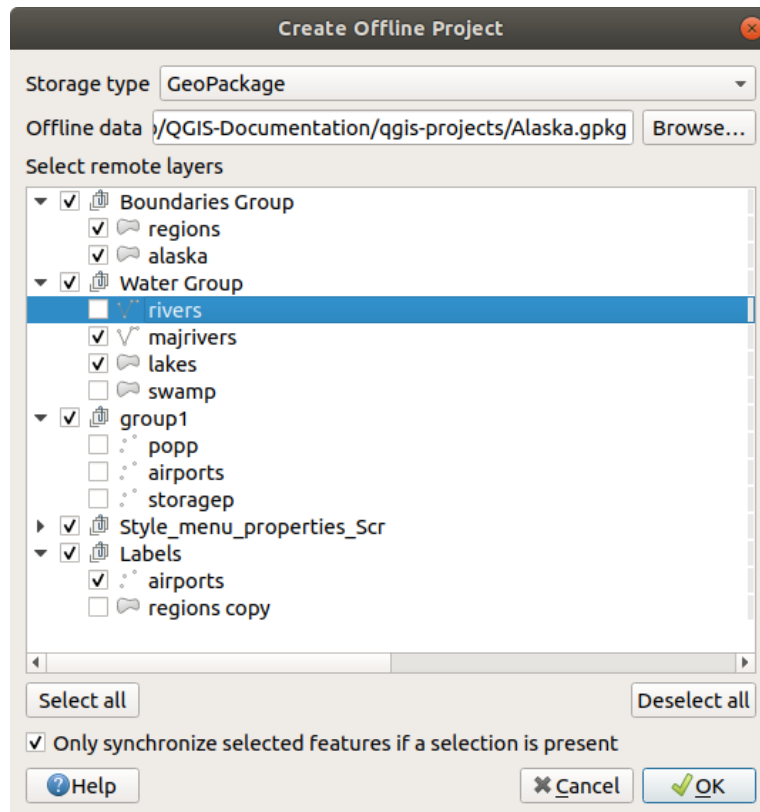 Create Offline Project
Storage type GeoPackage
Offline data /QGIS-Documentation/qgis-projects/Alaska.gpkg Browse...
Select remote layers
Boundaries Group
regions
alaska
Water Group
rivers
majrivers
lakes
swamp
group1
popp
airports
storagep
Style_menu_properties_Scr
Labels
airports
regions copy
Select all Deselect all
Only synchronize selected features if a selection is present
Help Cancel OK